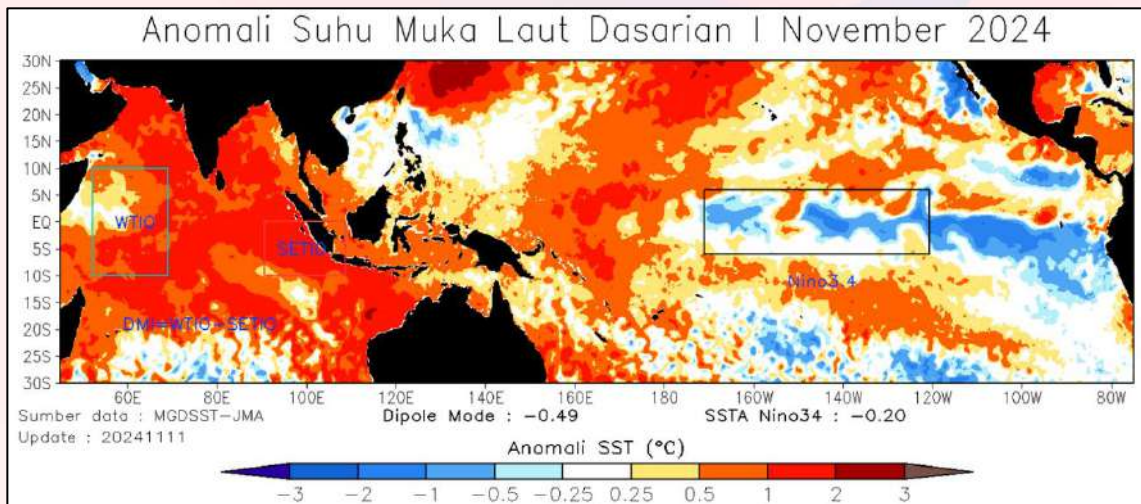 Anomali Suhu Muka Laut Dasarian I November 2024
30N
25N
20N
15N
10N
5N
EQ
5S
10S
15S
20S
25S
30S
WTIO
SETIO
Nino3.4
DMI=WTIO-SETIO
60E 80E 100E 120E 140E 160E 180 160W 140W 120W 100W 80W
Sumber data : MGDSST-JMA Dipole Mode : -0.49 SSTA Nino34 : -0.20
Update : 20241111
Anomali SST (°C)
-3 -2 -1 -0.5 -0.25 0.25 0.5 1 2 3